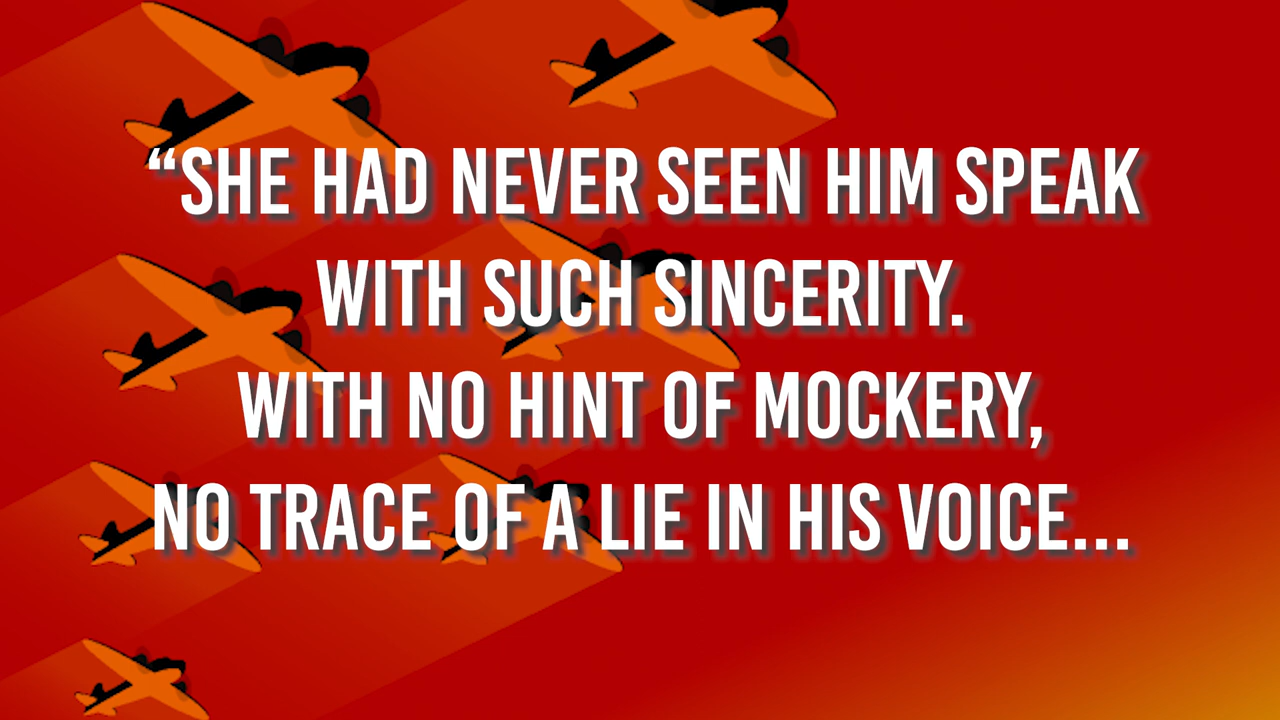 “SHE HAD NEVER SEEN HIM SPEAK
WITH SUCH SINCERITY.
WITH NO HINT OF MOCKERY,
NO TRACE OF A LIE IN HIS VOICE...